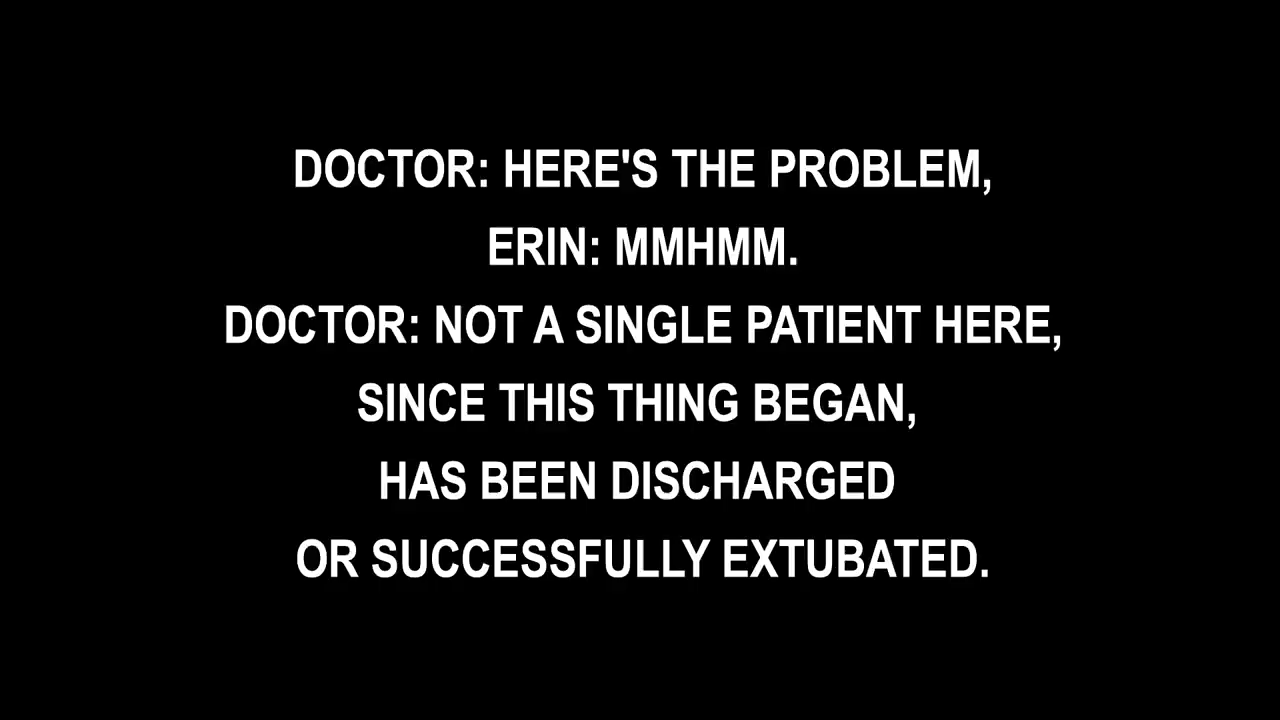 DOCTOR: HERE'S THE PROBLEM,
ERIN: MMHMM.
DOCTOR: NOT A SINGLE PATIENT HERE,
SINCE THIS THING BEGAN,
HAS BEEN DISCHARGED
OR SUCCESSFULLY EXTUBATED.